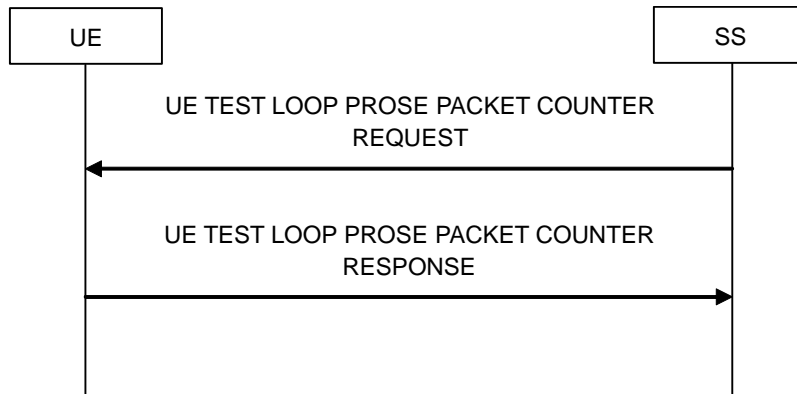 UE
SS
UE TEST LOOP PROSE PACKET COUNTER
REQUEST
UE TEST LOOP PROSE PACKET COUNTER
RESPONSE